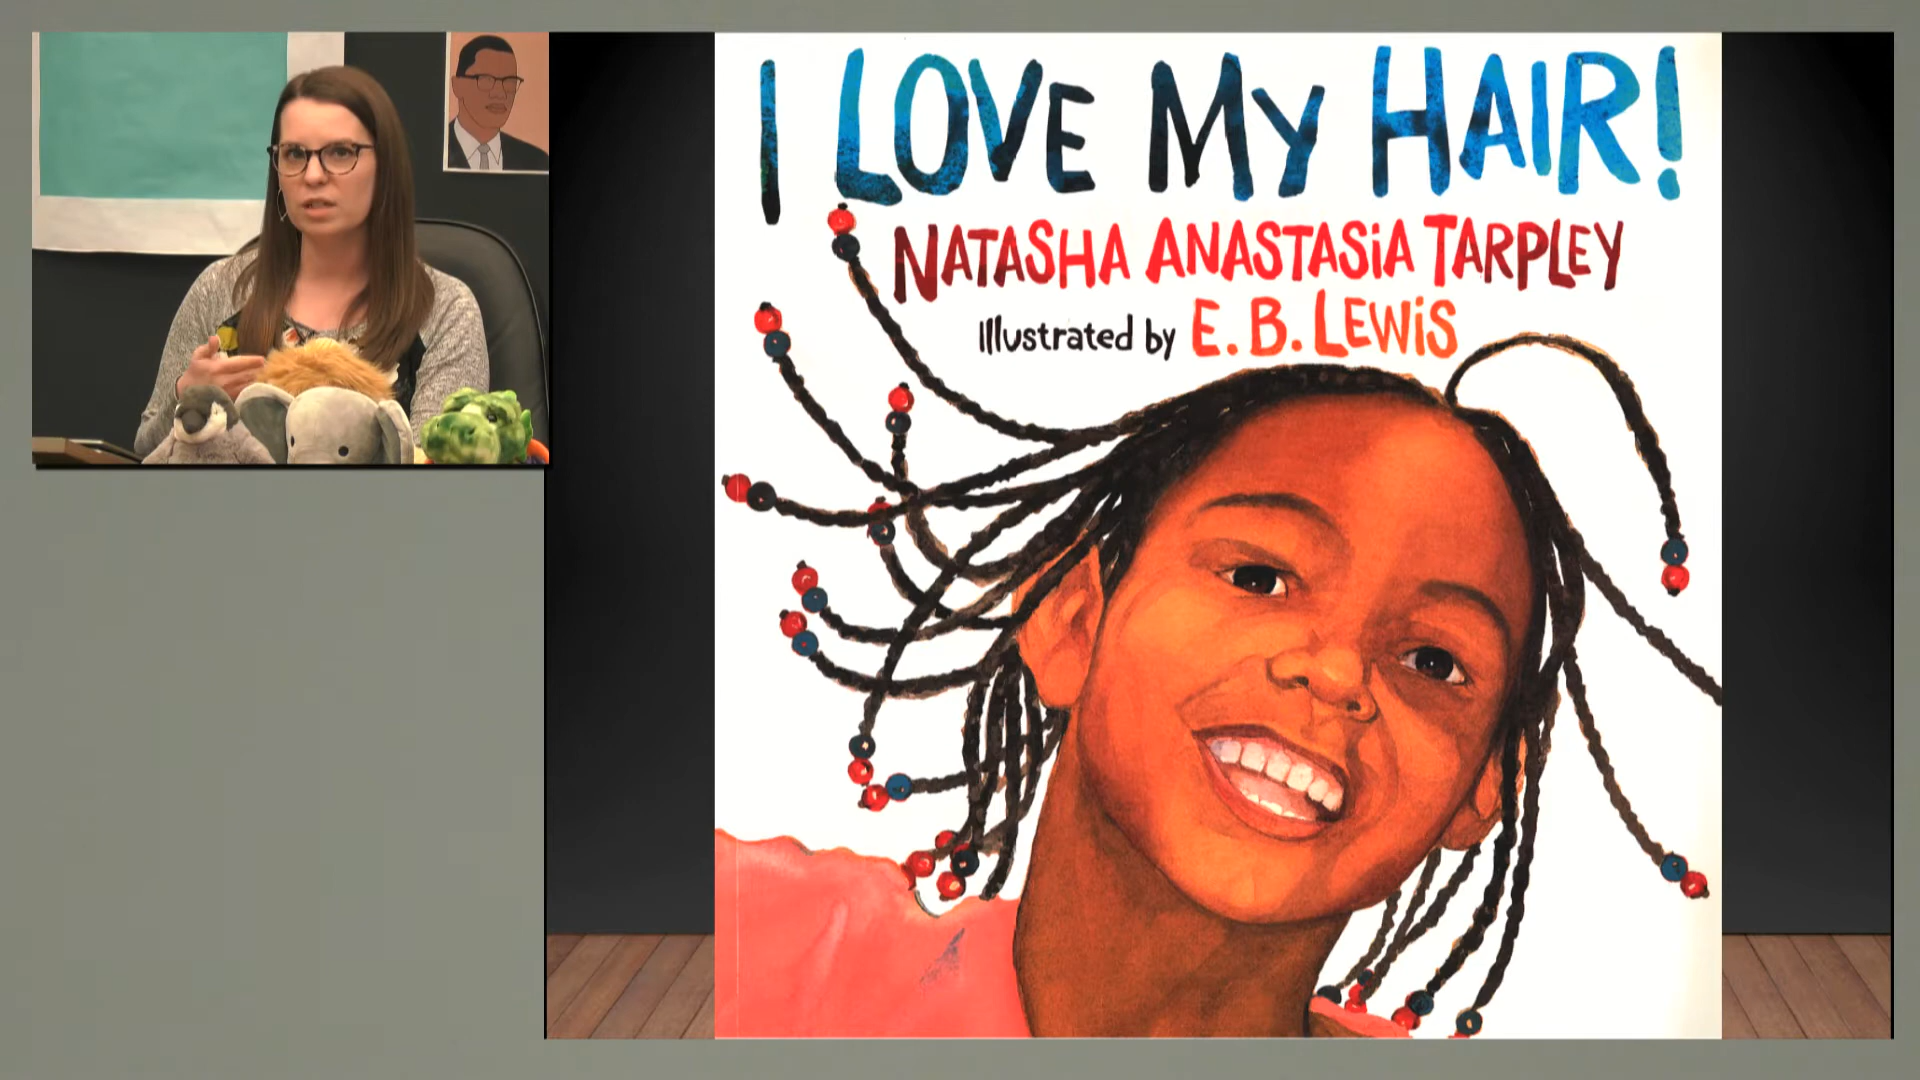 I LOVE MY HAIR!
NATASHA ANASTASiA TARPLEY
Illustrated by E. B. LEWiS